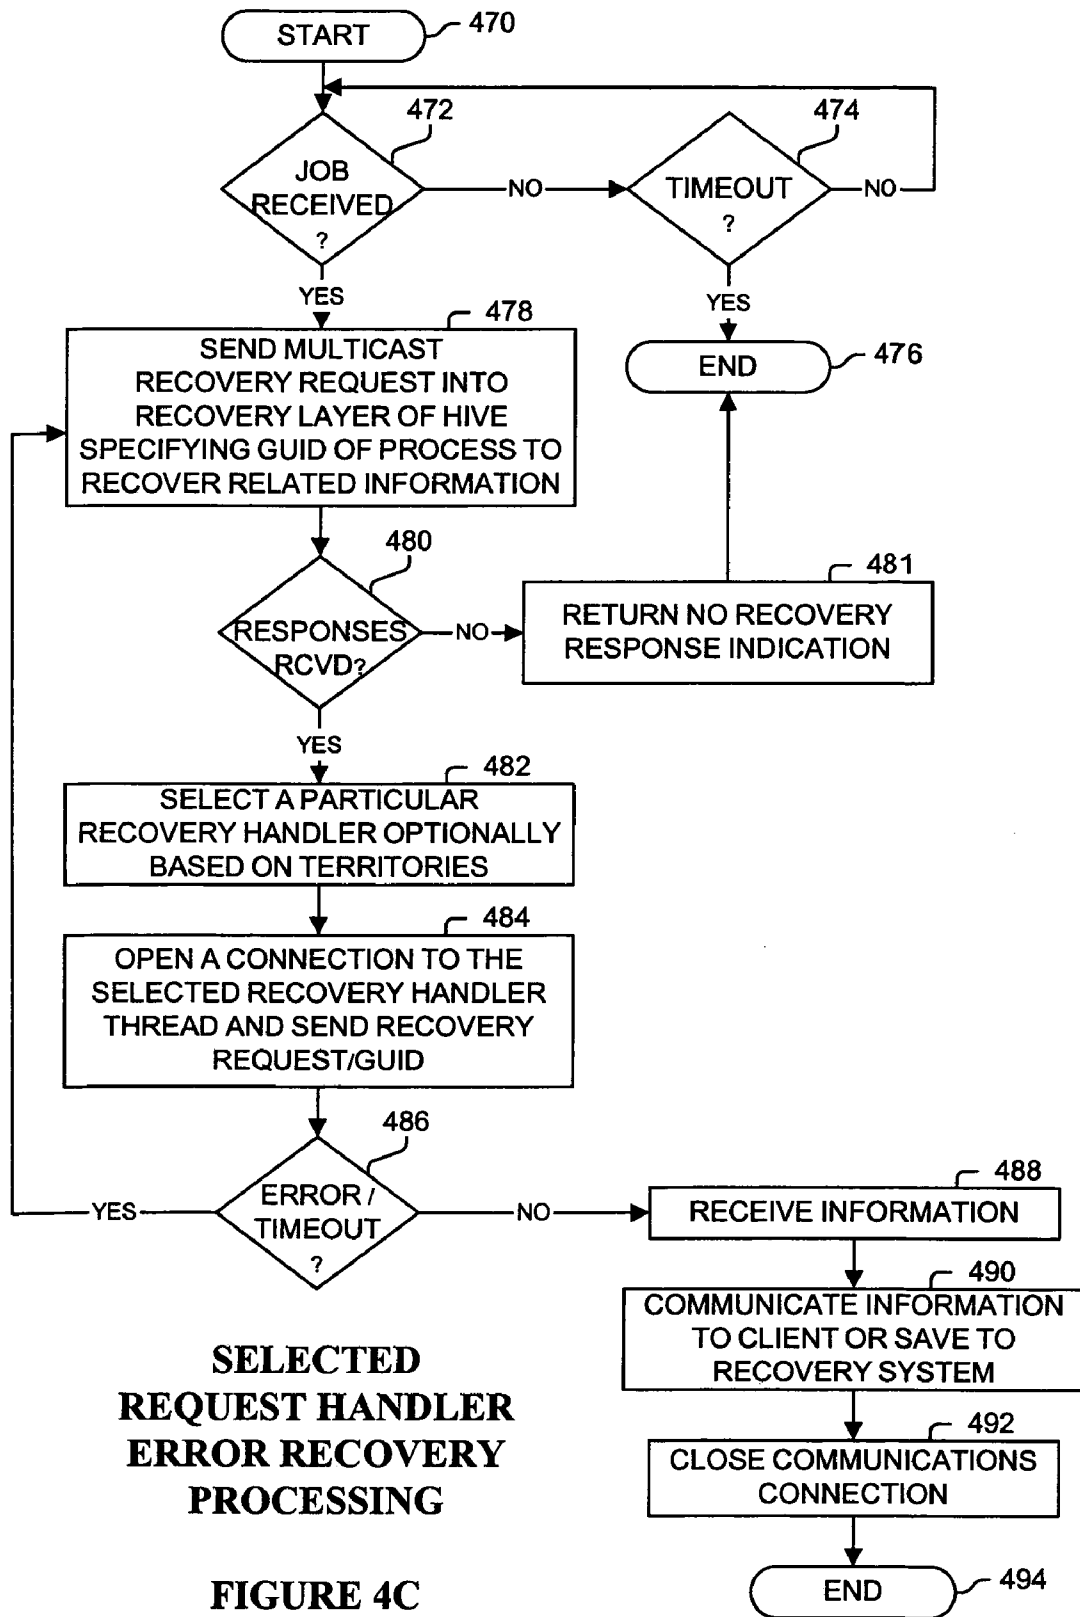 START
470
472
JOB
RECEIVED
?
NO
474
TIMEOUT
?
NO
YES
YES
END
476
478
SEND MULTICAST
RECOVERY REQUEST INTO
RECOVERY LAYER OF HIVE
SPECIFYING GUID OF PROCESS TO
RECOVER RELATED INFORMATION
480
RESPONSES
RCVD?
NO
481
RETURN NO RECOVERY
RESPONSE INDICATION
YES
482
SELECT A PARTICULAR
RECOVERY HANDLER OPTIONALLY
BASED ON TERRITORIES
484
OPEN A CONNECTION TO THE
SELECTED RECOVERY HANDLER
THREAD AND SEND RECOVERY
REQUEST/GUID
486
ERROR /
TIMEOUT
?
YES
NO
488
RECEIVE INFORMATION
490
COMMUNICATE INFORMATION
TO CLIENT OR SAVE TO
RECOVERY SYSTEM
492
CLOSE COMMUNICATIONS
CONNECTION
END
494
SELECTED
REQUEST HANDLER
ERROR RECOVERY
PROCESSING
FIGURE 4C